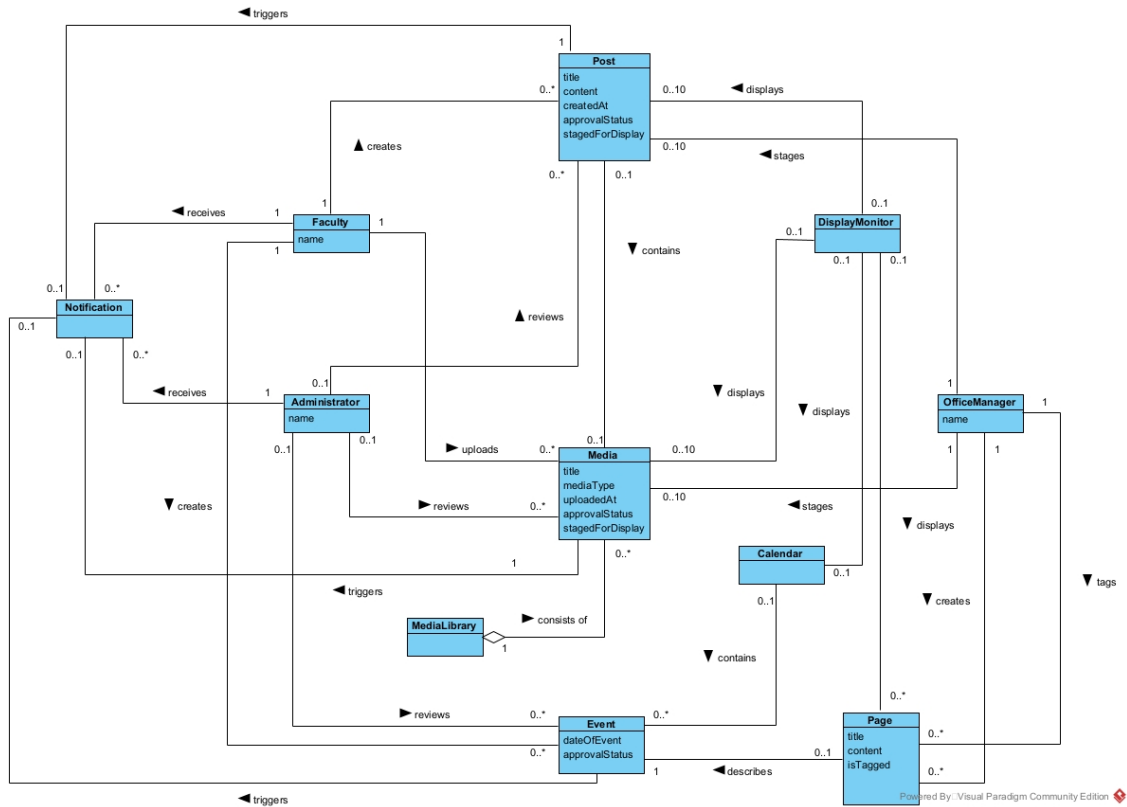 ◄ triggers
1
Post
title
content
createdAt
approvalStatus
stagedForDisplay
0..*
0..10
◄ displays
▲ creates
0..10
◄ stages
0..*
0..1
1
◄ receives
1
Faculty
name
1
1
0..1
DisplayMonitor
0..1
0..1
0..1
▼ contains
0..1
0..*
Notification
0..1
0..1
0..*
▲ reviews
◄ receives
1
0..1
Administrator
name
0..1
0..1
▼ displays
▼ displays
1
OfficeManager
name
1
1
1
► uploads
0..*
0..1
Media
title
mediaType
uploadedAt
approvalStatus
stagedForDisplay
0..10
0..10
▼ creates
► reviews
0..*
◄ stages
▼ displays
1
0..*
Calendar
0..1
0..1
◄ triggers
▼ tags
▼ creates
MediaLibrary
1
► consists of
▼ contains
0..*
► reviews
0..*
0..*
Event
dateOfEvent
approvalStatus
0..*
1
◄ describes
0..1
Page
title
content
isTagged
0..*
0..*
◄ triggers
Powered By Visual Paradigm Community Edition